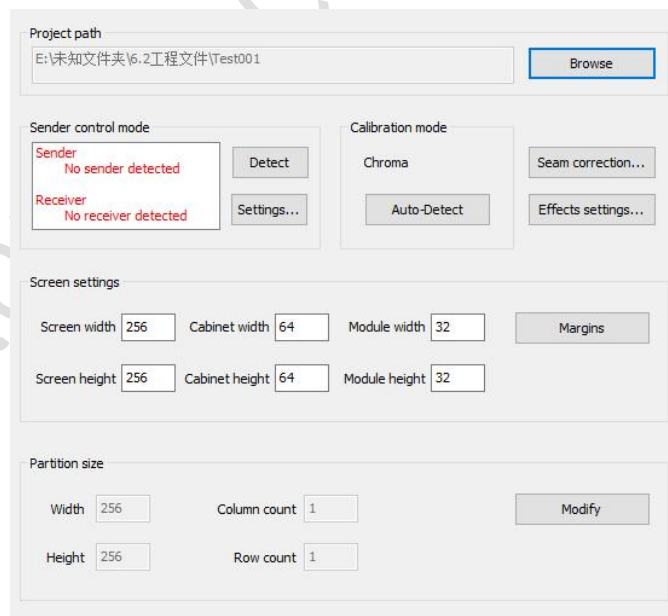 Project path
E:\未知文件夹\6.2工程文件\Test001
Browse
Sender control mode
Calibration mode
Sender
No sender detected
Detect
Chroma
Seam correction...
Receiver
No receiver detected
Settings...
Auto-Detect
Effects settings...
Screen settings
Screen width 256 Cabinet width 64 Module width 32 Margins
Screen height 256 Cabinet height 64 Module height 32
Partition size
Width 256 Column count 1 Modify
Height 256 Row count 1